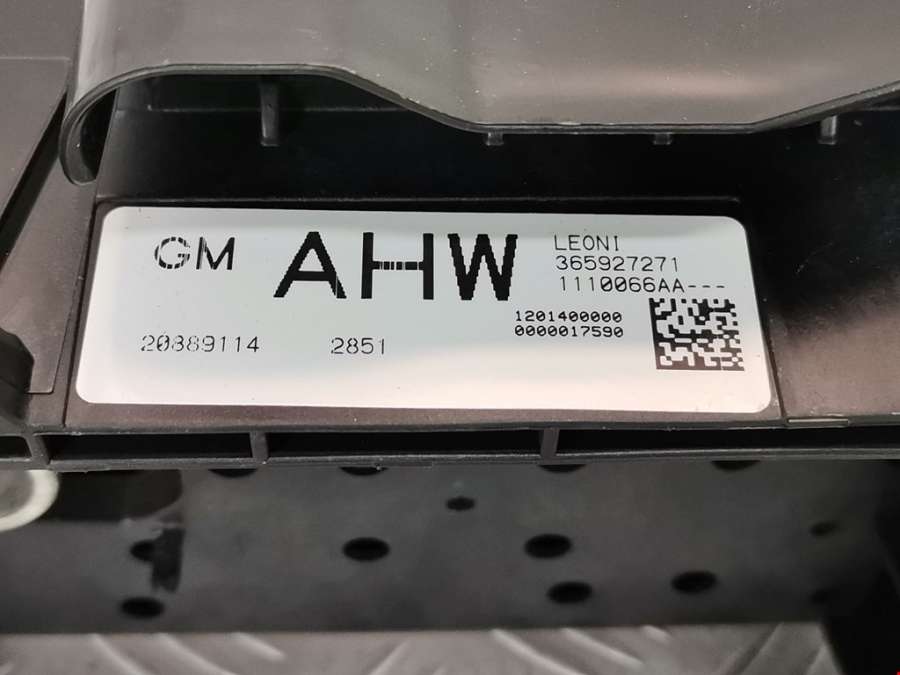 GM AHW LEONI
365927271
1110066AA---
1201400000
0000017590
20889114 2851